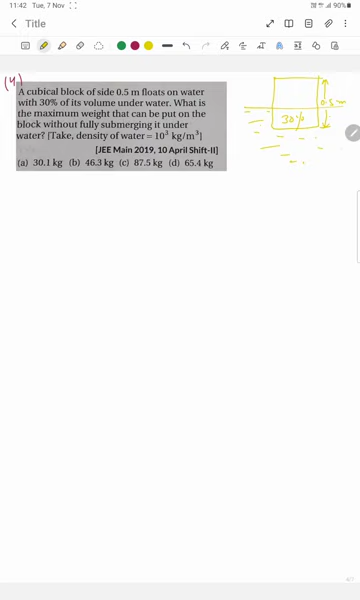 11:42 Tue, 7 Nov 90%
Title
(4)
A cubical block of side 0.5 m floats on water
with 30% of its volume under water. What is
the maximum weight that can be put on the
block without fully submerging it under
water? [Take, density of water = 10³ kg/m³]
[JEE Main 2019, 10 April Shift-II]
(a) 30.1 kg (b) 46.3 kg (c) 87.5 kg (d) 65.4 kg
0.5 m
30%